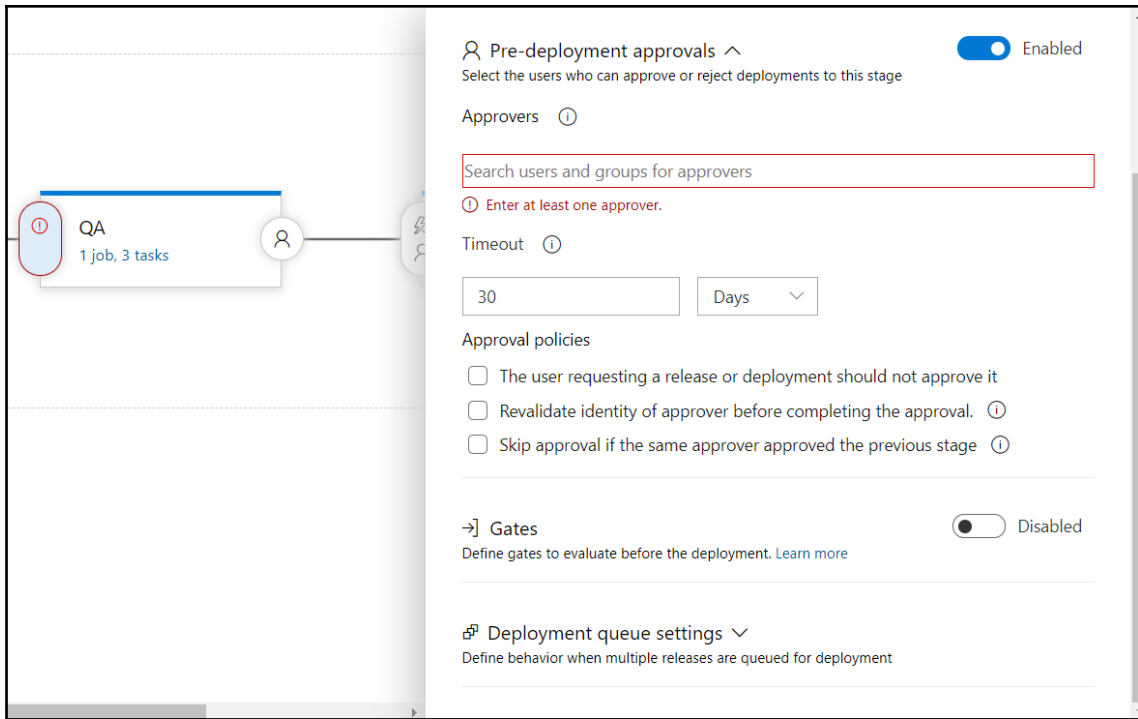 QA
1 job, 3 tasks
Pre-deployment approvals
Enabled
Select the users who can approve or reject deployments to this stage
Approvers
Search users and groups for approvers
Enter at least one approver.
Timeout
30
Days
Approval policies
The user requesting a release or deployment should not approve it
Revalidate identity of approver before completing the approval.
Skip approval if the same approver approved the previous stage
Gates
Disabled
Define gates to evaluate before the deployment. Learn more
Deployment queue settings
Define behavior when multiple releases are queued for deployment